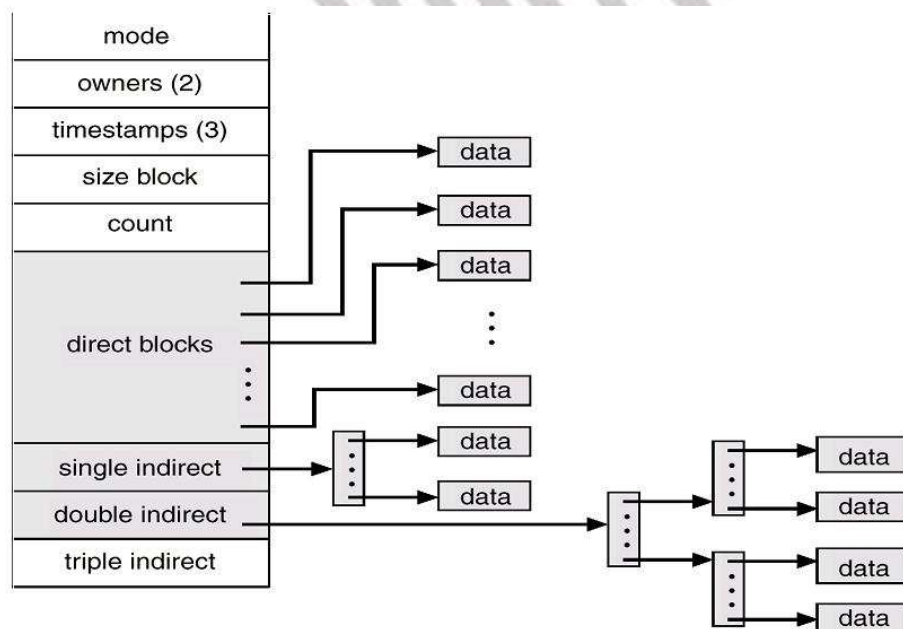 mode
owners (2)
timestamps (3)
size block
count
direct blocks
single indirect
double indirect
triple indirect
data
data
data
data
data
data
data
data
data
data